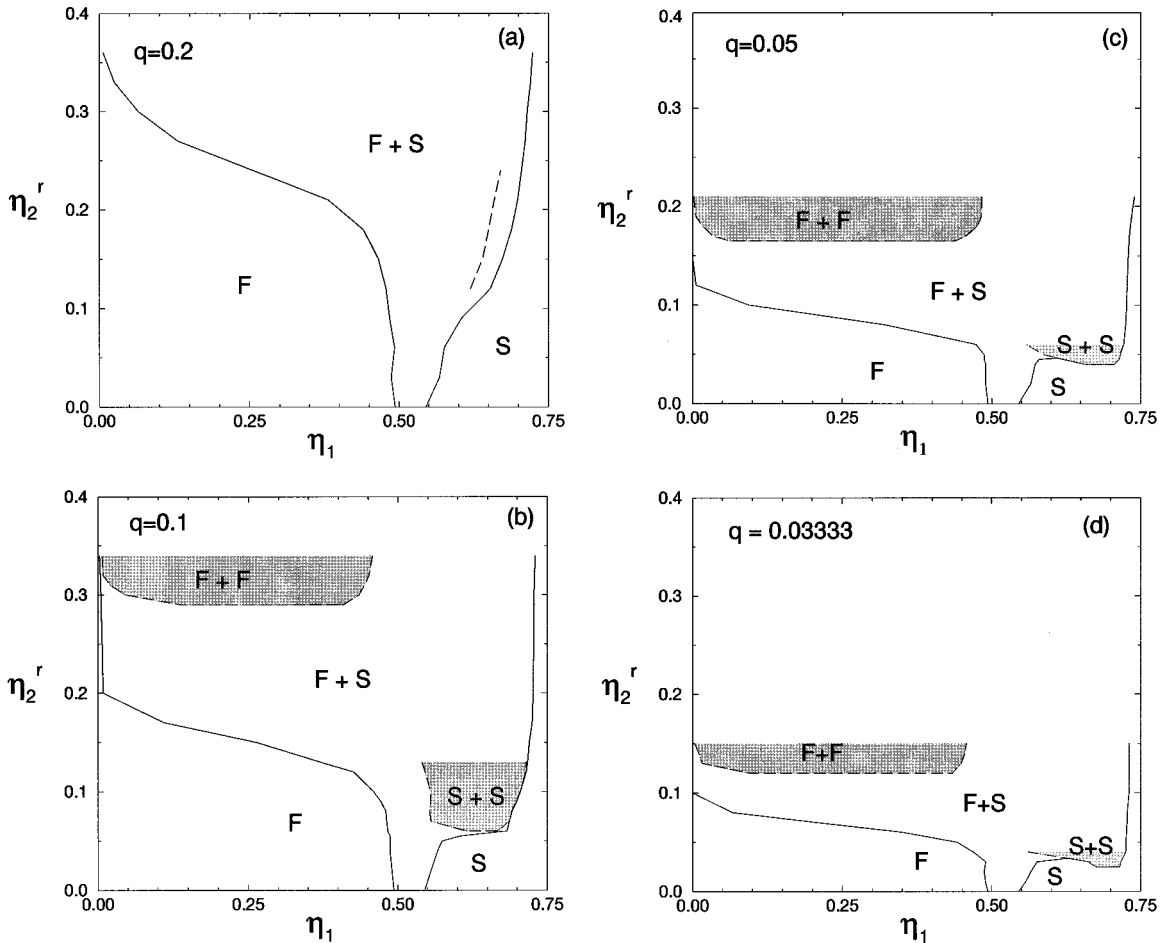 (a)
q=0.2
0.4
0.3
0.2
0.1
0.0
η₂ʳ
F + S
F
S
0.00
0.25
0.50
0.75
η₁
(b)
q=0.1
0.4
0.3
0.2
0.1
0.0
η₂ʳ
F + F
F + S
S + S
F
S
0.00
0.25
0.50
0.75
η₁
(c)
q=0.05
0.4
0.3
0.2
0.1
0.0
η₂ʳ
F + F
F + S
S + S
F
S
0.00
0.25
0.50
0.75
η₁
(d)
q = 0.03333
0.4
0.3
0.2
0.1
0.0
η₂ʳ
F+F
F+S
S+S
F
S
0.00
0.25
0.50
0.75
η₁